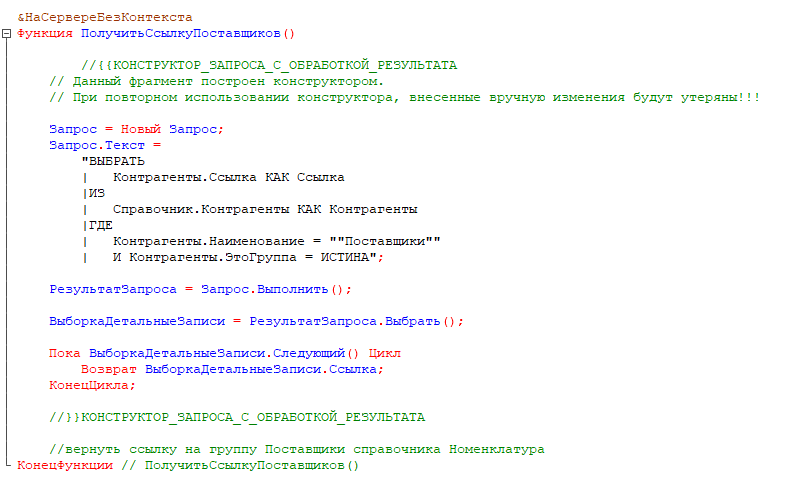 &НаСервереБезКонтекста
Функция ПолучитьСсылкуПоставщиков()
//{{КОНСТРУКТОР_ЗАПРОСА_С_ОБРАБОТКОЙ_РЕЗУЛЬТАТА
// Данный фрагмент построен конструктором.
// При повторном использовании конструктора, внесенные вручную изменения будут утеряны!!!
Запрос = Новый Запрос;
Запрос.Текст =
"ВЫБРАТЬ
| Контрагенты.Ссылка КАК Ссылка
|ИЗ
| Справочник.Контрагенты КАК Контрагенты
|ГДЕ
| Контрагенты.Наименование = ""Поставщики""
| И Контрагенты.ЭтоГруппа = ИСТИНА";
РезультатЗапроса = Запрос.Выполнить();
ВыборкаДетальныеЗаписи = РезультатЗапроса.Выбрать();
Пока ВыборкаДетальныеЗаписи.Следующий() Цикл
Возврат ВыборкаДетальныеЗаписи.Ссылка;
КонецЦикла;
//}}КОНСТРУКТОР_ЗАПРОСА_С_ОБРАБОТКОЙ_РЕЗУЛЬТАТА
//вернуть ссылку на группу Поставщики справочника Номенклатура
КонецФункции // ПолучитьСсылкуПоставщиков()